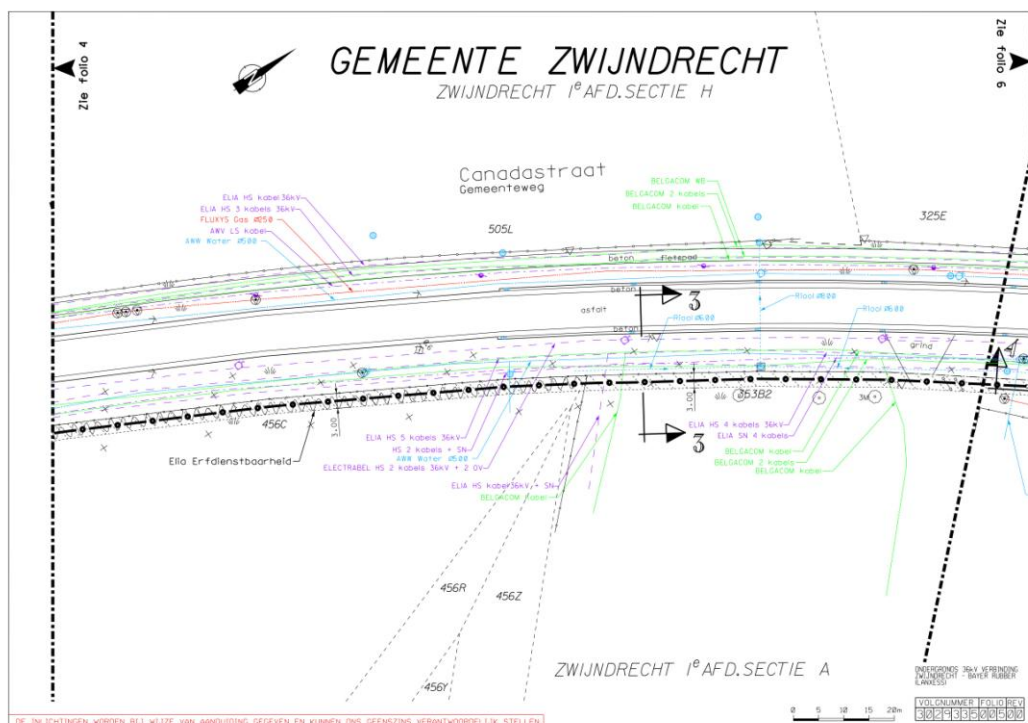 Zie folio 4
GEMEENTE ZWIJNDRECHT
ZWIJNDRECHT 1e AFD.SECTIE H
Zie folio 6
Canadastraat
Gemeenteweg
ELIA HS kabel 36kV
ELIA HS 3 kabels 36kV
FLUXYS Gas Ø250
AWV LS kabel
AWW Water Ø500
BELGACOM WB
BELGACOM 2 kabels
BELGACOM kabel
505L
325E
beton
fietspad
beton
asfalt
beton
3
Riool Ø600
Riool Ø800
Riool Ø600
grind
4
456C
3.00
3.00
Elia Erfdienstbaarheid
ELIA HS 5 kabels 36kV
HS 2 kabels + SN
AWW Water Ø500
ELECTRABEL HS 2 kabels 36kV + 2 OV
ELIA HS kabel 36kV + SN
BELGACOM kabel
3
053B2
3M
ELIA HS 4 kabels 36kV
ELIA SN 4 kabels
BELGACOM kabel
BELGACOM 2 kabels
BELGACOM kabel
456R
456Z
456Y
ZWIJNDRECHT 1e AFD.SECTIE A
0 5 10 15 20m
ONDERGRONDS 36kV VERBINDING
ZWIJNDRECHT - BAYER RUBBER
(LANXESS)
VOLGNUMMER FOLIO REV
3029335 005 00
DE INLICHTINGEN WORDEN BIJ WIJZE VAN AANDUIDING GEGEVEN EN KUNNEN ONS GEENSZINS VERANTWOORDELIJK STELLEN